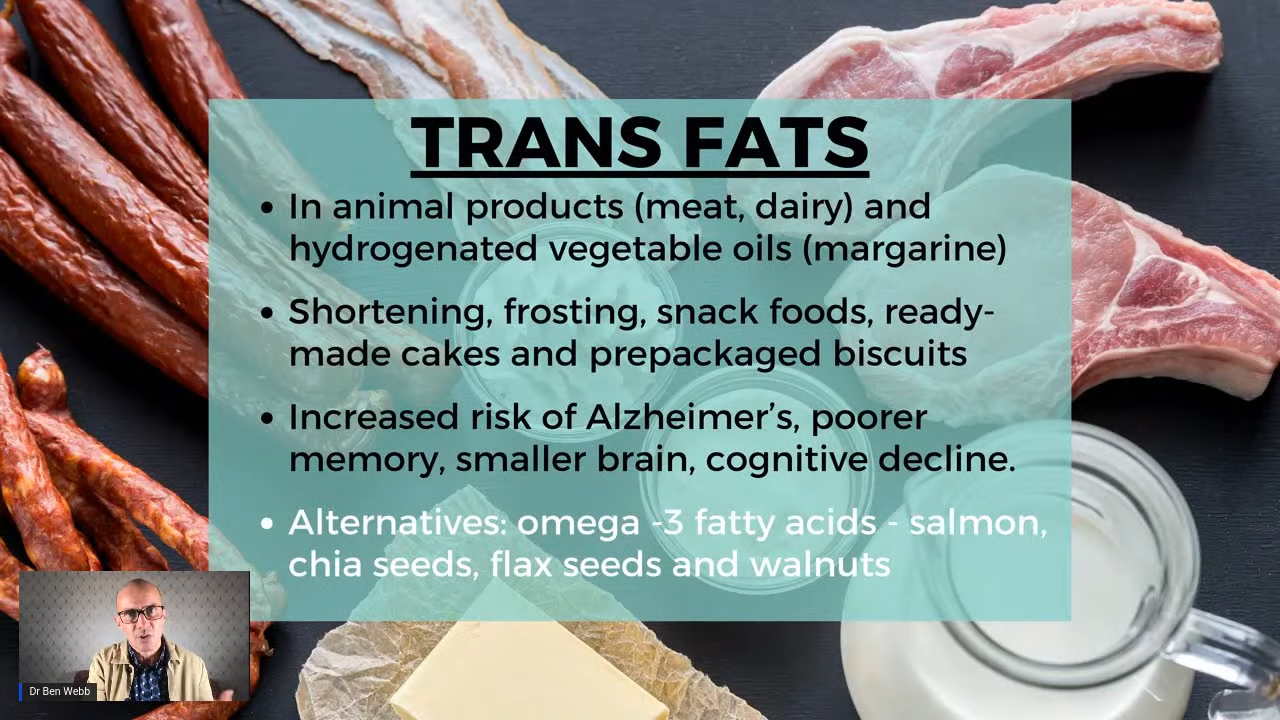 TRANS FATS
• In animal products (meat, dairy) and
hydrogenated vegetable oils (margarine)
• Shortening, frosting, snack foods, ready-
made cakes and prepackaged biscuits
• Increased risk of Alzheimer’s, poorer
memory, smaller brain, cognitive decline.
• Alternatives: omega -3 fatty acids - salmon,
chia seeds, flax seeds and walnuts
Dr Ben Webb